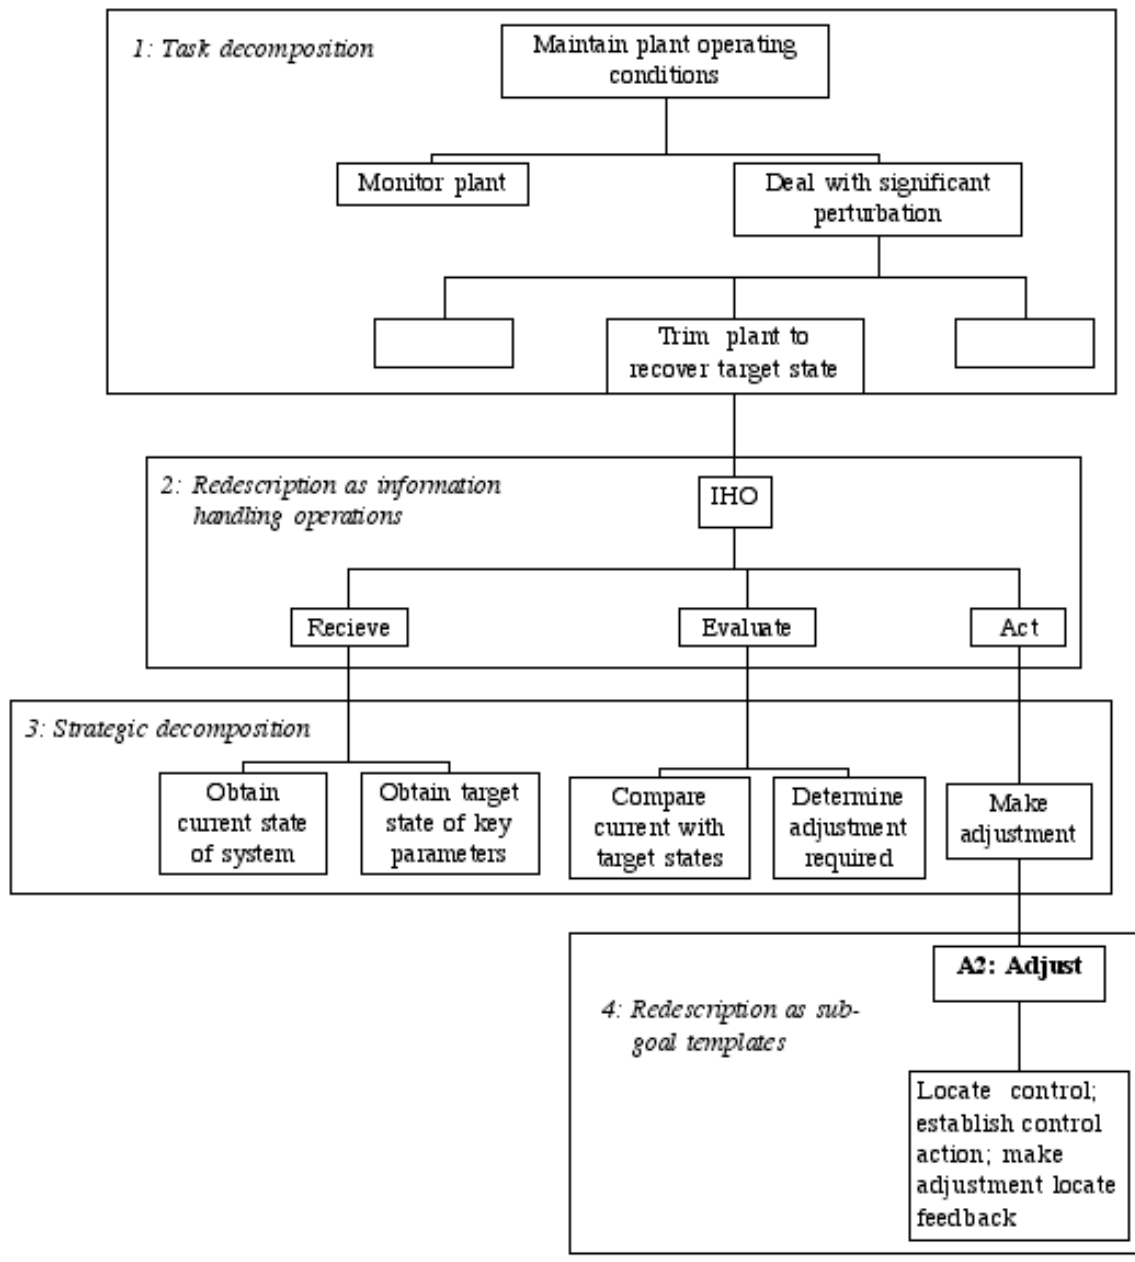 1: Task decomposition
Maintain plant operating
conditions
Monitor plant
Deal with significant
perturbation
Trim plant to
recover target state
2: Redescription as information
handling operations
IHO
Recieve
Evaluate
Act
3: Strategic decomposition
Obtain
current state
of system
Obtain target
state of key
parameters
Compare
current with
target states
Determine
adjustment
required
Make
adjustment
A2: Adjust
4: Redescription as sub-
goal templates
Locate control;
establish control
action; make
adjustment locate
feedback